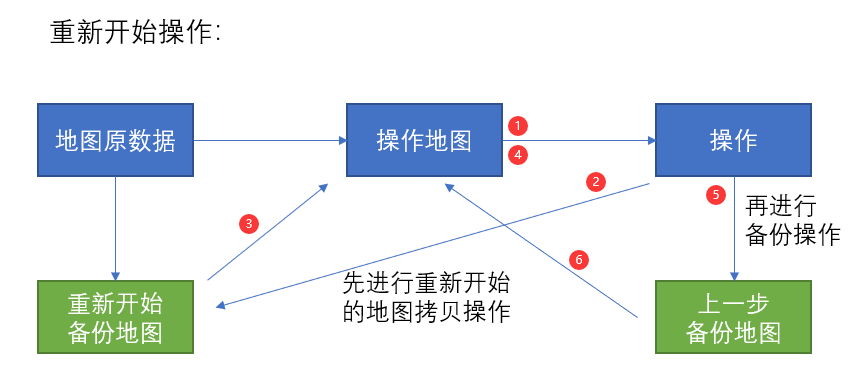 重新开始操作:
地图原数据
操作地图
1
4
操作
2
5
再进行
备份操作
3
6
先进行重新开始
的地图拷贝操作
重新开始
备份地图
上一步
备份地图